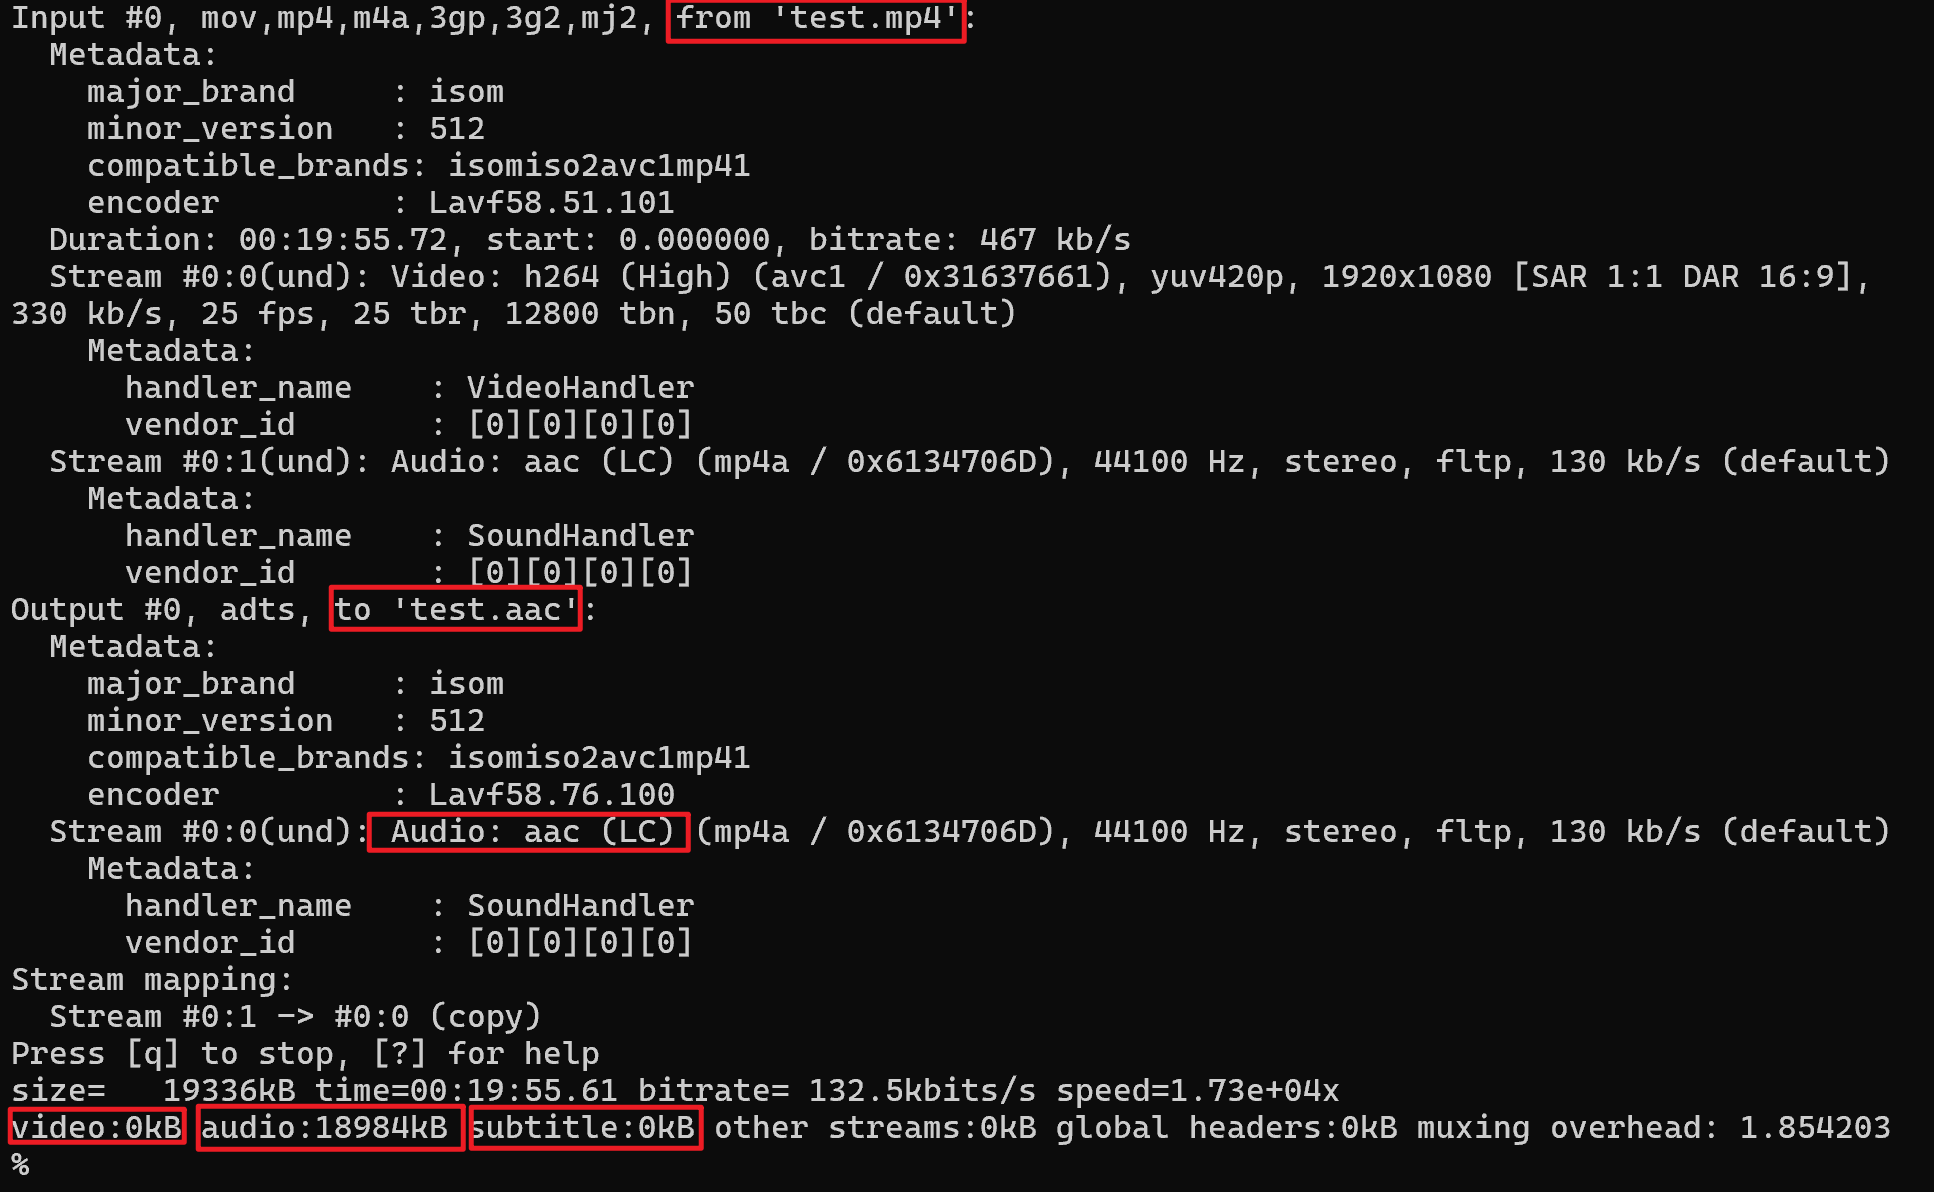 Input #0, mov,mp4,m4a,3gp,3g2,mj2, from 'test.mp4':
  Metadata:
    major_brand     : isom
    minor_version   : 512
    compatible_brands: isomiso2avc1mp41
    encoder         : Lavf58.51.101
  Duration: 00:19:55.72, start: 0.000000, bitrate: 467 kb/s
  Stream #0:0(und): Video: h264 (High) (avc1 / 0x31637661), yuv420p, 1920x1080 [SAR 1:1 DAR 16:9],
330 kb/s, 25 fps, 25 tbr, 12800 tbn, 50 tbc (default)
    Metadata:
      handler_name    : VideoHandler
      vendor_id       : [0][0][0][0]
  Stream #0:1(und): Audio: aac (LC) (mp4a / 0x6134706D), 44100 Hz, stereo, fltp, 130 kb/s (default)
    Metadata:
      handler_name    : SoundHandler
      vendor_id       : [0][0][0][0]
Output #0, adts, to 'test.aac':
  Metadata:
    major_brand     : isom
    minor_version   : 512
    compatible_brands: isomiso2avc1mp41
    encoder         : Lavf58.76.100
  Stream #0:0(und): Audio: aac (LC) (mp4a / 0x6134706D), 44100 Hz, stereo, fltp, 130 kb/s (default)
    Metadata:
      handler_name    : SoundHandler
      vendor_id       : [0][0][0][0]
Stream mapping:
  Stream #0:1 -> #0:0 (copy)
Press [q] to stop, [?] for help
size=   19336kB time=00:19:55.61 bitrate= 132.5kbits/s speed=1.73e+04x
video:0kB audio:18984kB subtitle:0kB other streams:0kB global headers:0kB muxing overhead: 1.854203
%